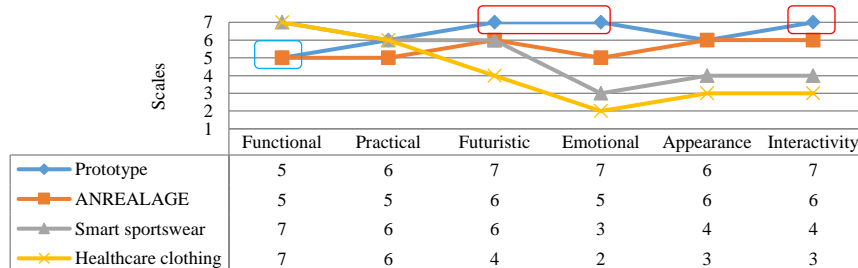 7
6
5
4
3
2
1
Scales
Functional Practical Futuristic Emotional Appearance Interactivity
Prototype 5 6 7 7 6 7
ANREALAGE 5 5 6 5 6 6
Smart sportswear 7 6 6 3 4 4
Healthcare clothing 7 6 4 2 3 3